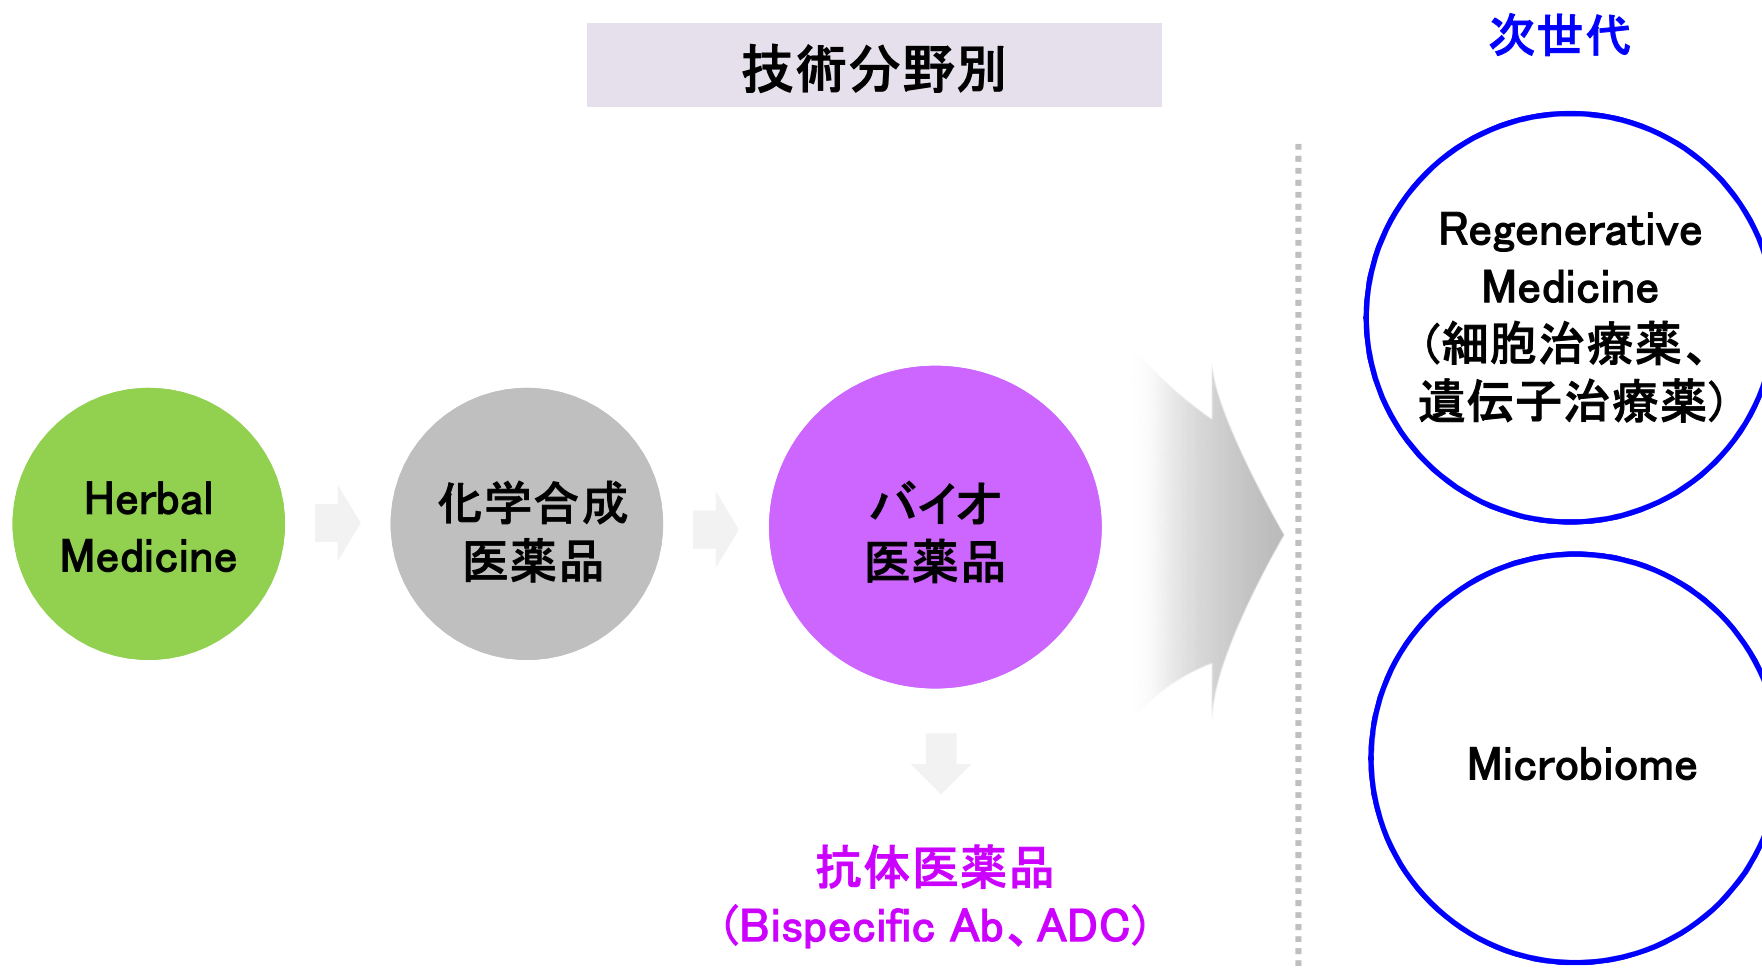 技術分野別
次世代
Herbal
Medicine
化学合成
医薬品
バイオ
医薬品
抗体医薬品
(Bispecific Ab、ADC)
Regenerative
Medicine
(細胞治療薬、
遺伝子治療薬)
Microbiome